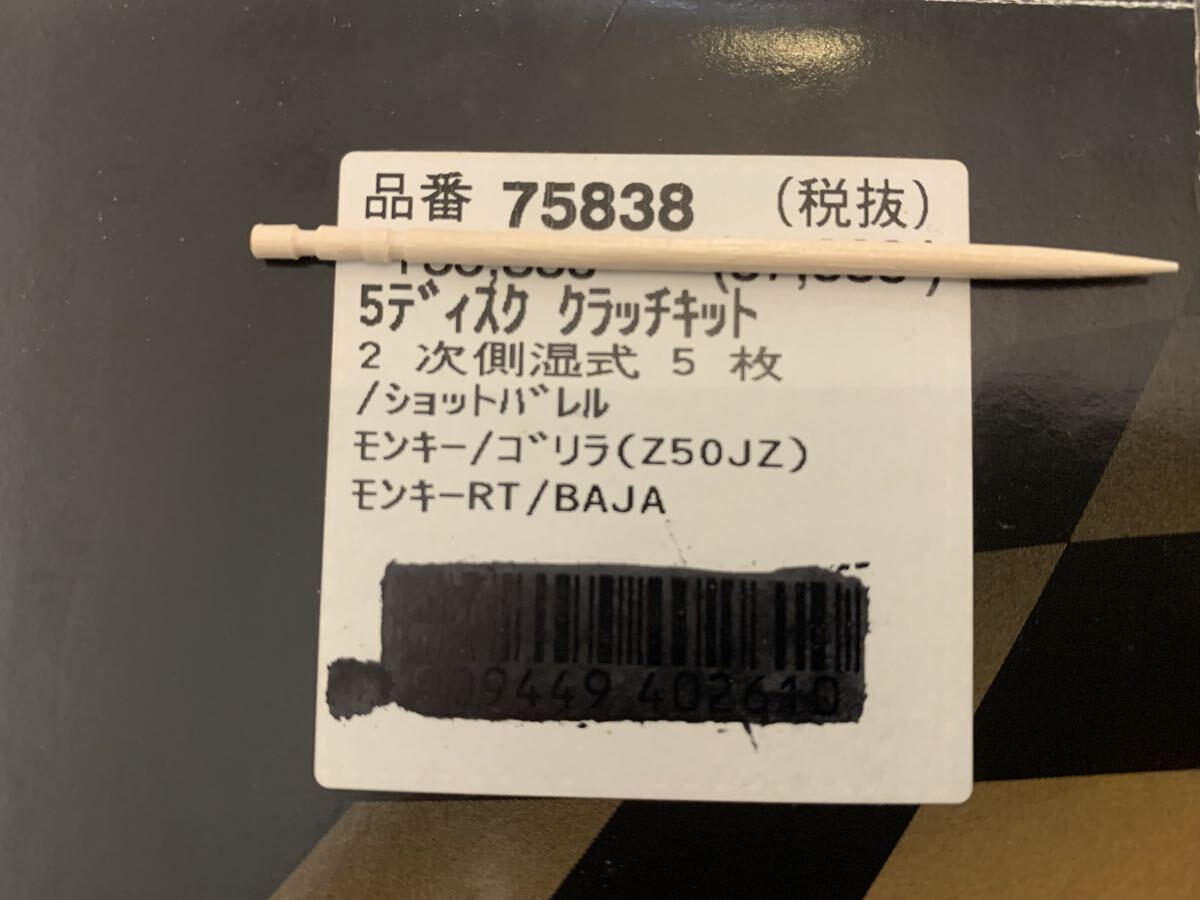 品番 75838 (税抜)
5ディスク クラッチキット
2次側湿式5枚
/ショットバレル
モンキー/ゴリラ(Z50JZ)
モンキーRT/BAJA
09449 402610